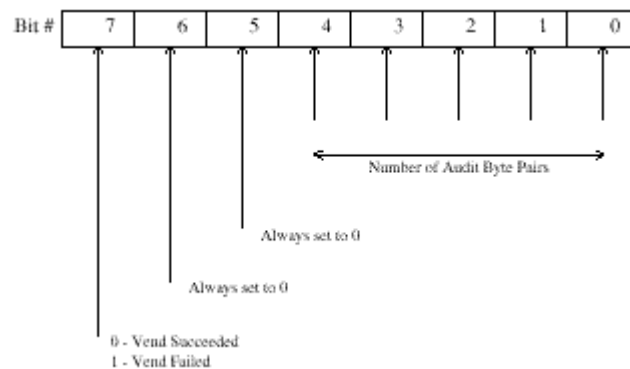 Bit # 7 6 5 4 3 2 1 0
Number of Audit Byte Pairs
Always set to 0
Always set to 0
0 - Vend Succeeded
1 - Vend Failed